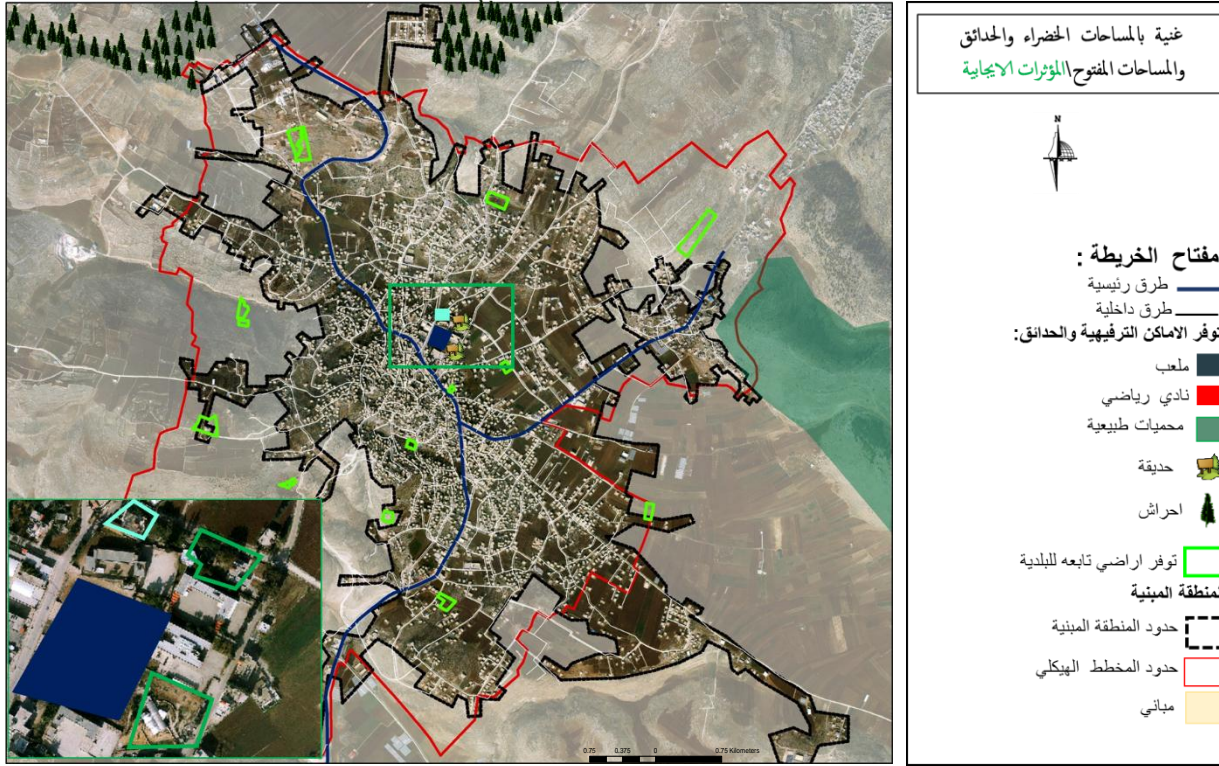 غنية بالمساحات الخضراء والحدائق
والمساحات المفتوح\المؤثرات الايجابية
N
مفتاح الخريطة :
طرق رئيسية
طرق داخلية
توفر الاماكن الترفيهية والحدائق:
ملعب
نادي رياضي
محميات طبيعية
حديقة
احراش
توفر اراضي تابعه للبلدية
المنطقة المبنية
حدود المنطقة المبنية
حدود المخطط الهيكلي
مباني
0.75 0.375 0 0.75 Kilometers